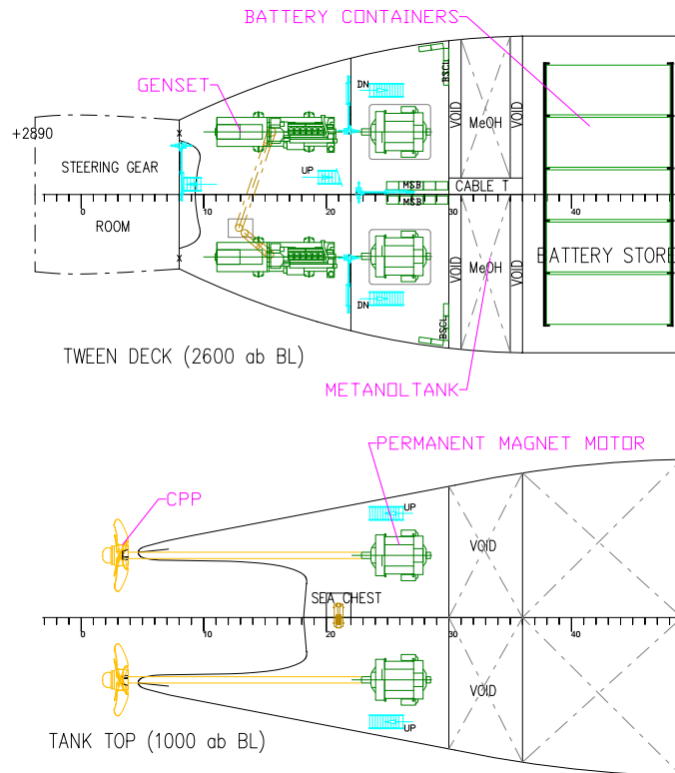 BATTERY CONTAINERS
GENSET
DN
BSCL
VOID
MeOH
VOID
+2890
STEERING GEAR
ROOM
UP
MSB
MSB
CABLE T
0
10
20
30
40
VOID
MeOH
VOID
BATTERY STORE
DN
BSCL
TWEEN DECK (2600 ab BL)
METANOLTANK
PERMANENT MAGNET MOTOR
CPP
UP
VOID
SEA CHEST
0
10
20
30
40
VOID
UP
TANK TOP (1000 ab BL)